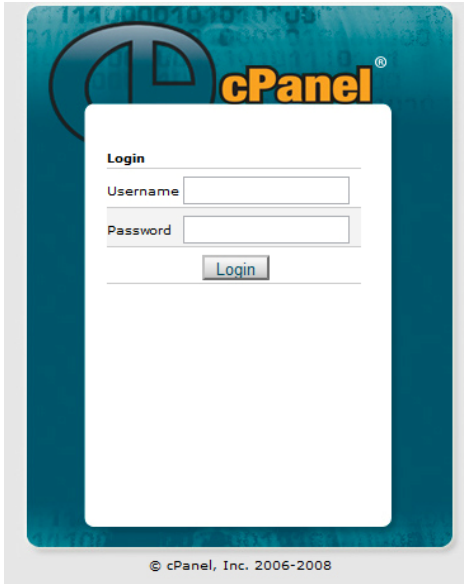 cPanel®
Login
Username
Password
Login
© cPanel, Inc. 2006-2008